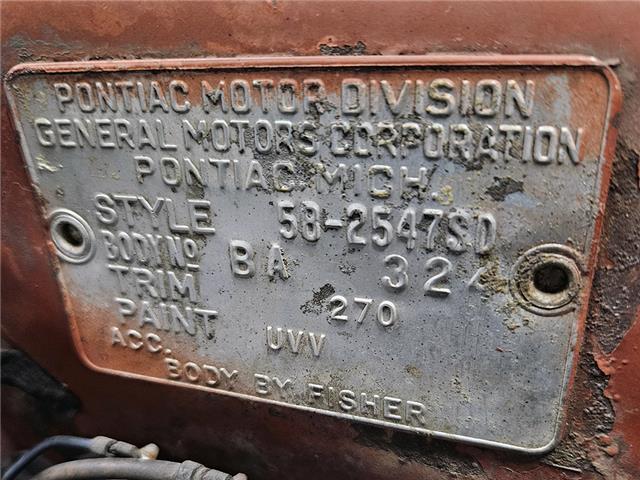 PONTIAC MOTOR DIVISION
GENERAL MOTORS CORPORATION
PONTIAC, MICH.
STYLE 58-2547SD
BODY NO BA 324
TRIM 270
PAINT UVV
ACC.
BODY BY FISHER